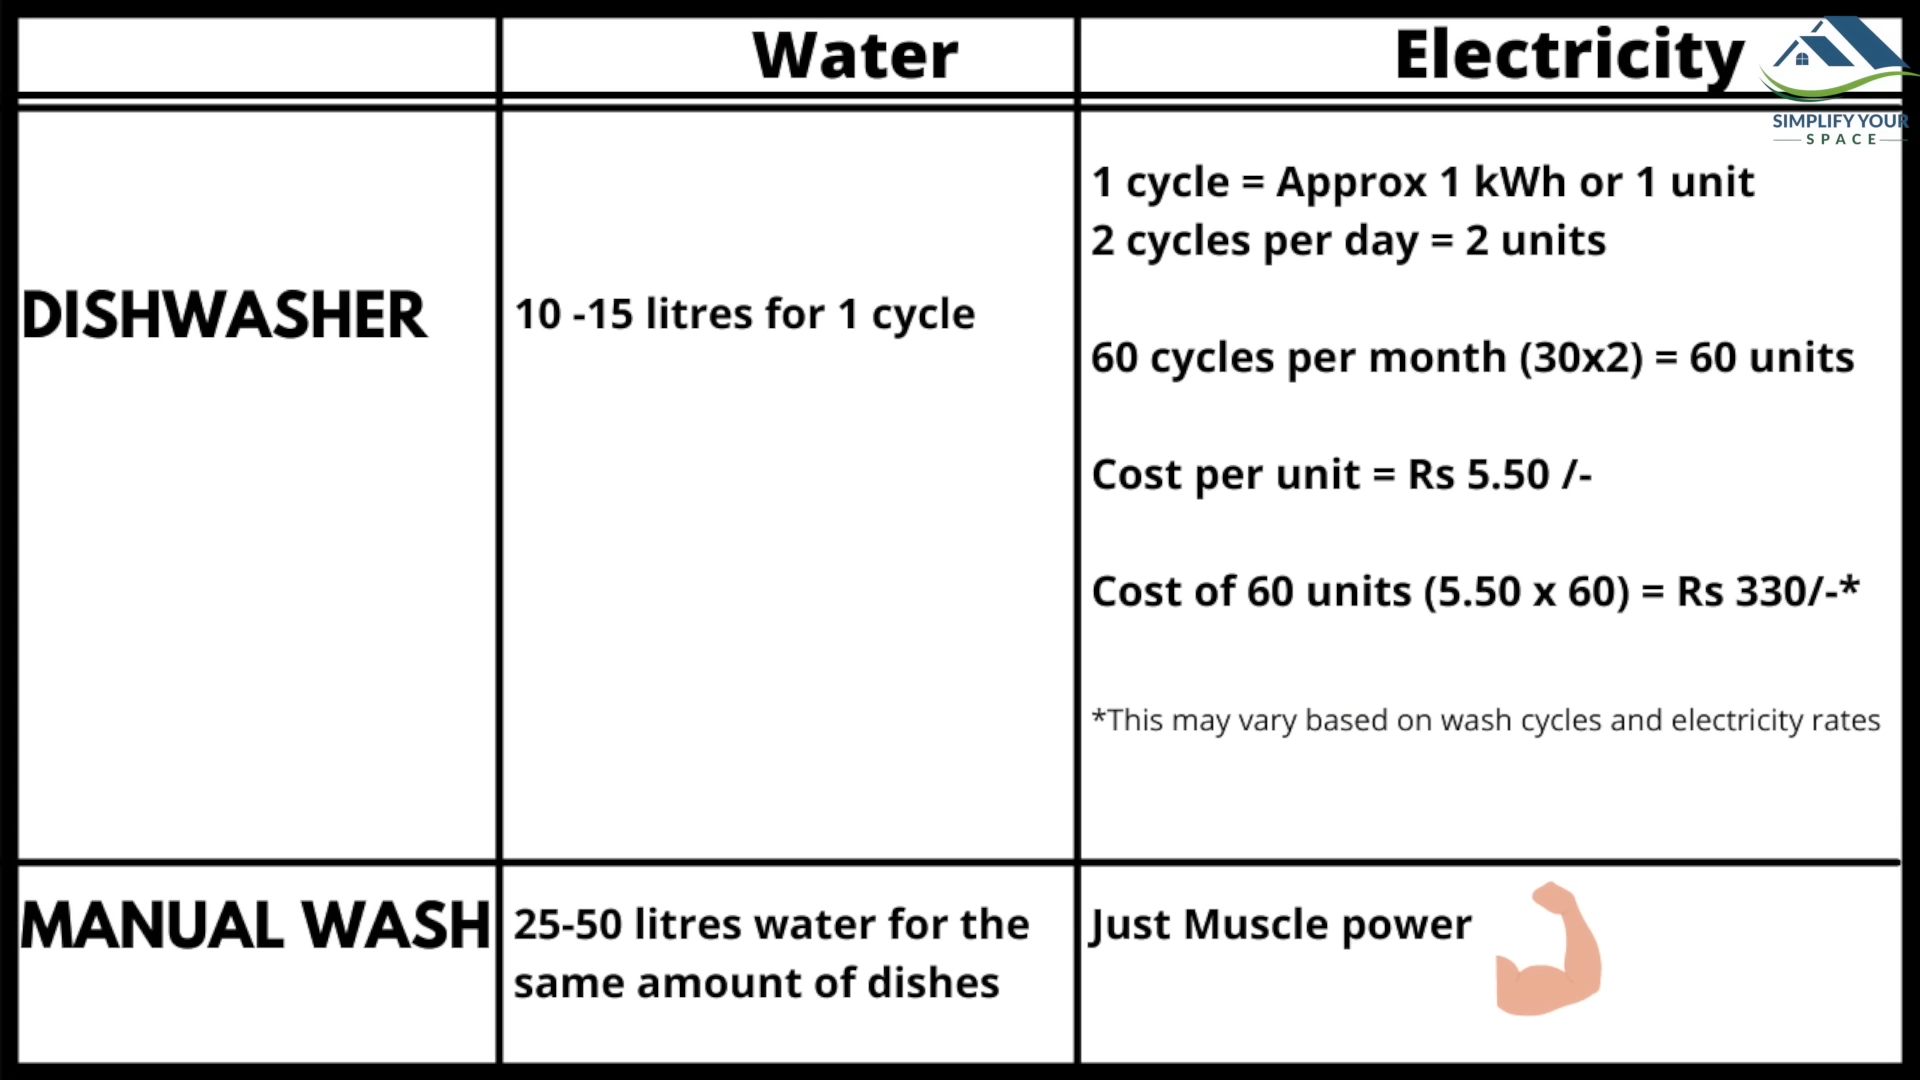 Water
Electricity
SIMPLIFY YOUR
SPACE
DISHWASHER
10 -15 litres for 1 cycle
1 cycle = Approx 1 kWh or 1 unit
2 cycles per day = 2 units
60 cycles per month (30x2) = 60 units
Cost per unit = Rs 5.50 /-
Cost of 60 units (5.50 x 60) = Rs 330/-*
*This may vary based on wash cycles and electricity rates
MANUAL WASH
25-50 litres water for the
same amount of dishes
Just Muscle power